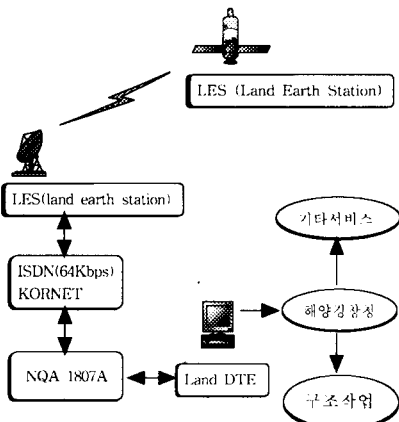 LES (Land Earth Station)
LES(land earth station)
기타서비스
ISDN(64Kbps)
KORNET
해양경찰청
NQA 1807A
Land DTE
구조작업